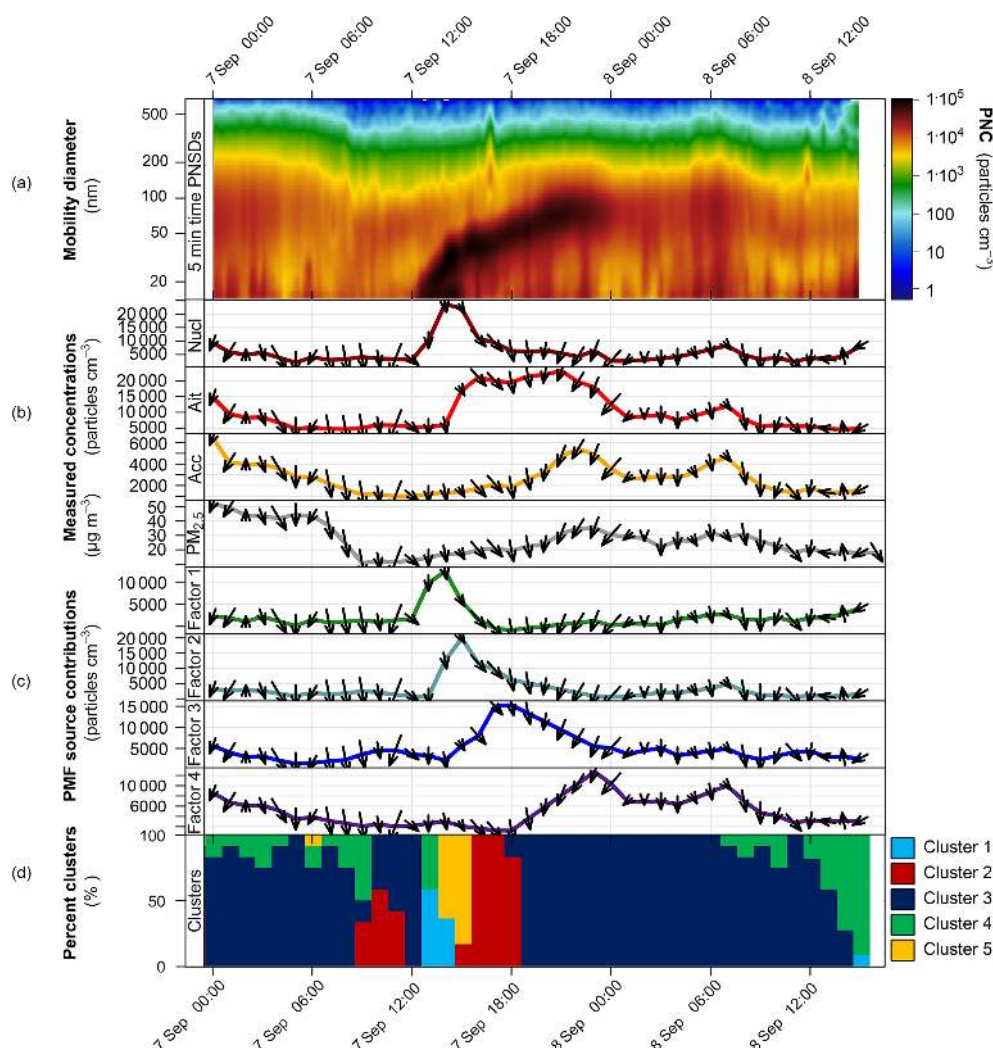 7 Sep 00:00
7 Sep 06:00
7 Sep 12:00
7 Sep 18:00
8 Sep 00:00
8 Sep 06:00
8 Sep 12:00
(a)
Mobility diameter
(nm)
500
200
100
50
20
5 min time PNSDs
1·10⁵
1·10⁴
1·10³
100
10
1
PNC (particles cm⁻³)
(b)
Measured concentrations
(µg m⁻³) (particles cm⁻³)
20 000
15 000
10 000
5000
Nucl
20 000
15 000
10 000
5000
Ait
6000
4000
2000
Acc
50
40
30
20
PM2.5
(c)
PMF source contributions
(particles cm⁻³)
10 000
5000
Factor 1
20 000
15 000
10 000
5000
Factor 2
15 000
10 000
5000
Factor 3
10 000
6000
Factor 4
(d)
Percent clusters
(%)
100
50
0
Clusters
Cluster 1
Cluster 2
Cluster 3
Cluster 4
Cluster 5
7 Sep 00:00
7 Sep 06:00
7 Sep 12:00
7 Sep 18:00
8 Sep 00:00
8 Sep 06:00
8 Sep 12:00